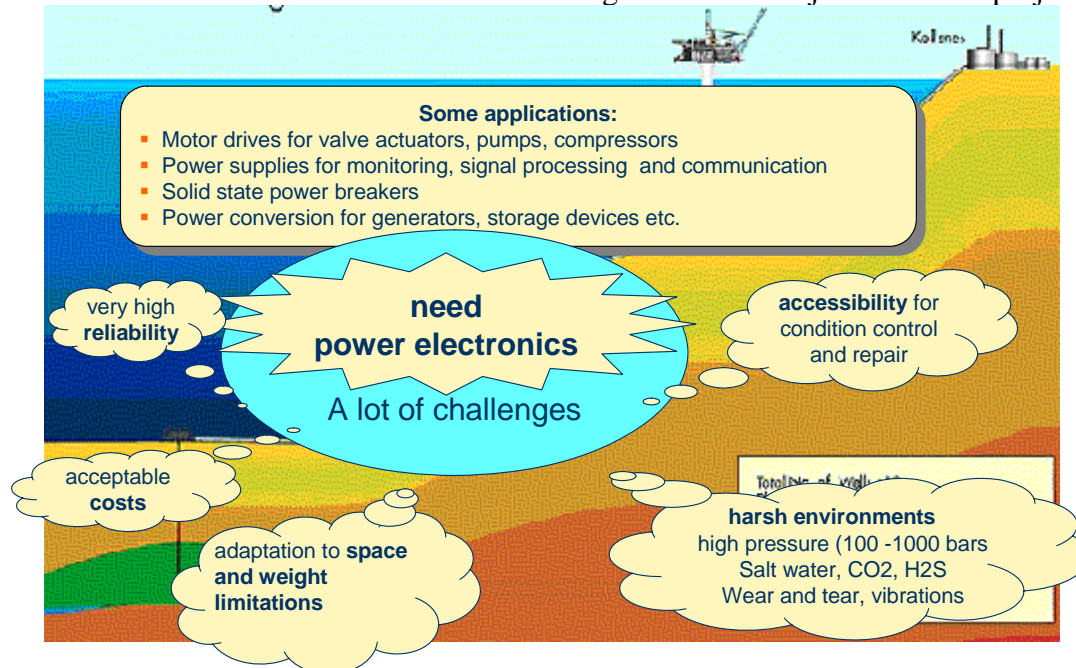 Kollsnes
Some applications:
▪ Motor drives for valve actuators, pumps, compressors
▪ Power supplies for monitoring, signal processing and communication
▪ Solid state power breakers
▪ Power conversion for generators, storage devices etc.
need
power electronics
A lot of challenges
very high
reliability
accessibility for
condition control
and repair
acceptable
costs
adaptation to space
and weight
limitations
harsh environments
high pressure (100 -1000 bars
Salt water, CO2, H2S
Wear and tear, vibrations